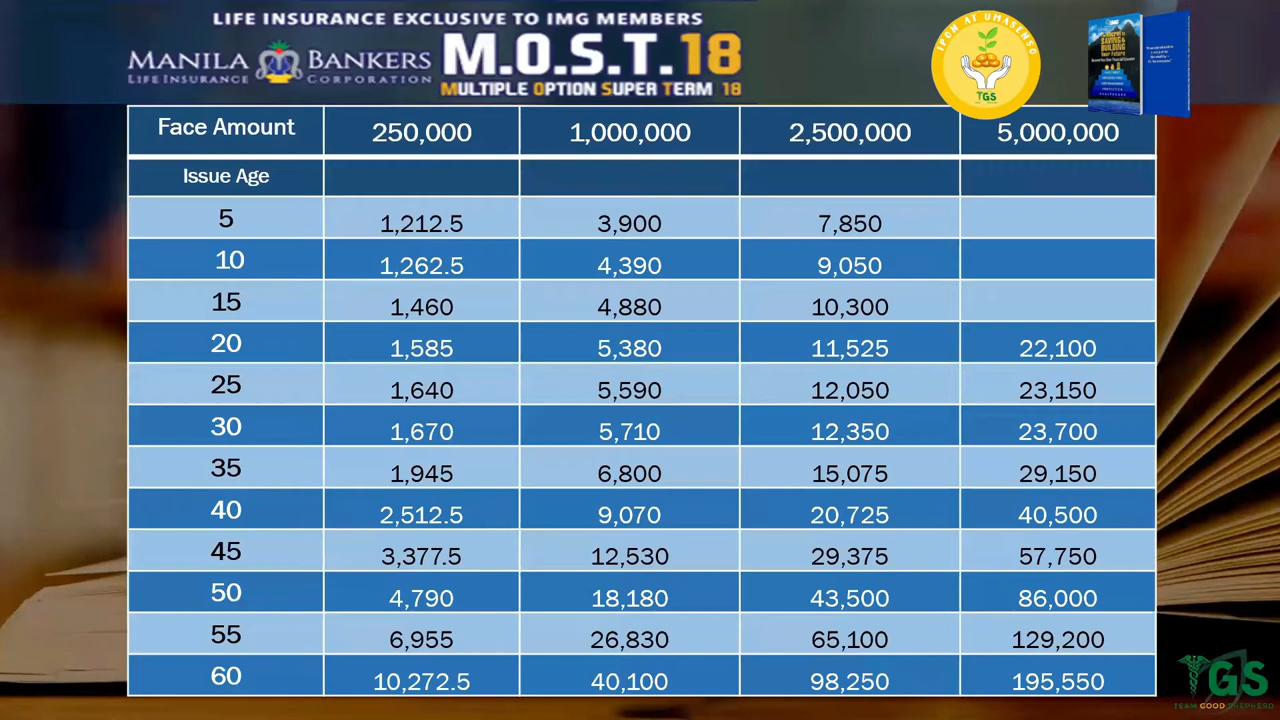 LIFE INSURANCE EXCLUSIVE TO IMG MEMBERS
MANILA BANKERS
LIFE INSURANCE CORPORATION
M.O.S.T.18
MULTIPLE OPTION SUPER TERM 18
IPON AT UMASENSO
TGS
Face Amount 250,000 1,000,000 2,500,000 5,000,000
Issue Age
5 1,212.5 3,900 7,850
10 1,262.5 4,390 9,050
15 1,460 4,880 10,300
20 1,585 5,380 11,525 22,100
25 1,640 5,590 12,050 23,150
30 1,670 5,710 12,350 23,700
35 1,945 6,800 15,075 29,150
40 2,512.5 9,070 20,725 40,500
45 3,377.5 12,530 29,375 57,750
50 4,790 18,180 43,500 86,000
55 6,955 26,830 65,100 129,200
60 10,272.5 40,100 98,250 195,550
TGS
TEAM GOOD SHEPHERD